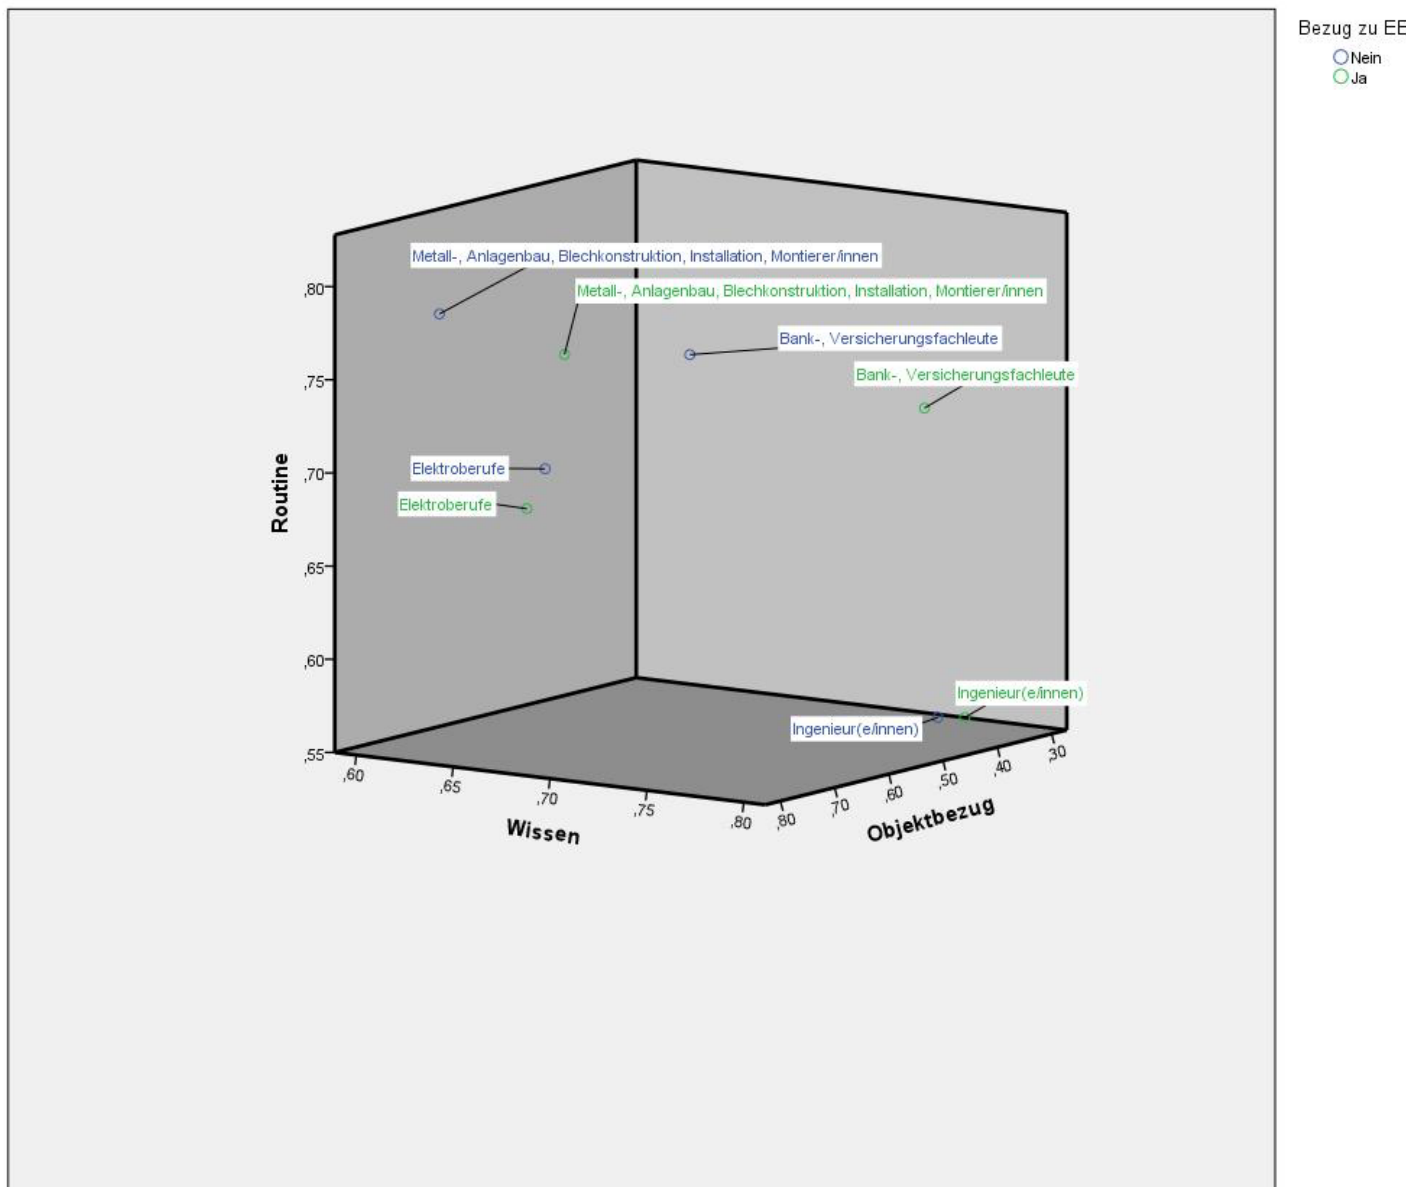 Bezug zu EE
Nein
Ja
Metall-, Anlagenbau, Blechkonstruktion, Installation, Montierer/innen
Metall-, Anlagenbau, Blechkonstruktion, Installation, Montierer/innen
Bank-, Versicherungsfachleute
Bank-, Versicherungsfachleute
Elektroberufe
Elektroberufe
Ingenieur(e/innen)
Ingenieur(e/innen)
Routine
,80
,75
,70
,65
,60
,55
,60
,65
,70
,75
,80
Wissen
,80
,70
,60
,50
,40
,30
Objektbezug